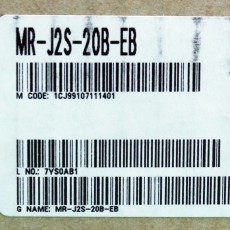 MR-J2S-20B-EB
M CODE: 1CJ99107111401
L NO.: 7YS0AB1
G NAME: MR-J2S-20B-EB